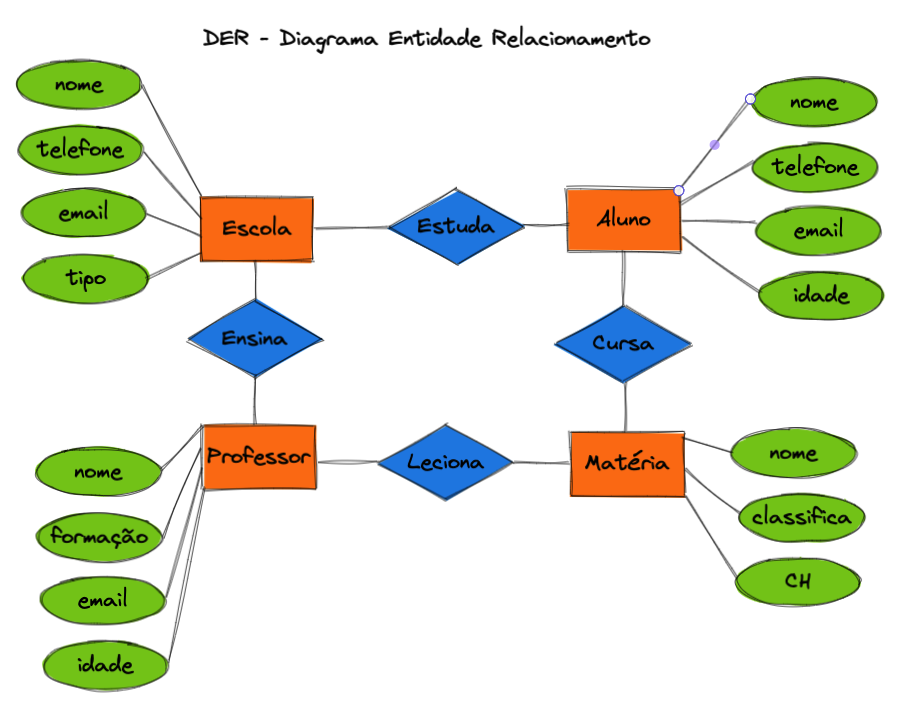 DER - Diagrama Entidade Relacionamento
nome
telefone
email
tipo
Escola
Estuda
Aluno
nome
telefone
email
idade
Ensina
Cursa
nome
formação
email
idade
Professor
Leciona
Matéria
nome
classifica
CH